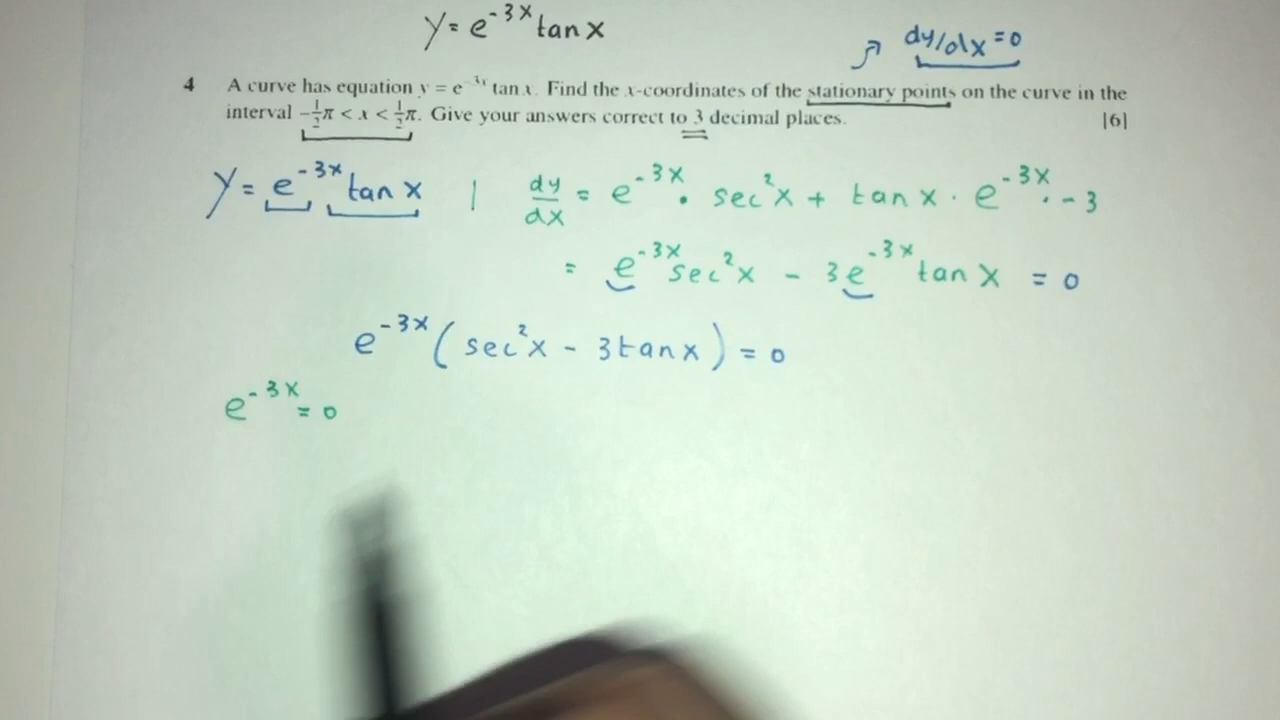 y = e⁻³ˣ tan x
dy/dx = 0
4 A curve has equation y = e⁻³ˣ tan x. Find the x-coordinates of the stationary points on the curve in the
interval −½π < x < ½π. Give your answers correct to 3 decimal places. [6]
y = e⁻³ˣ tan x | dy/dx = e⁻³ˣ · sec²x + tan x · e⁻³ˣ · −3
= e⁻³ˣ sec²x − 3e⁻³ˣ tan x = 0
e⁻³ˣ (sec²x − 3tanx) = 0
e⁻³ˣ = 0